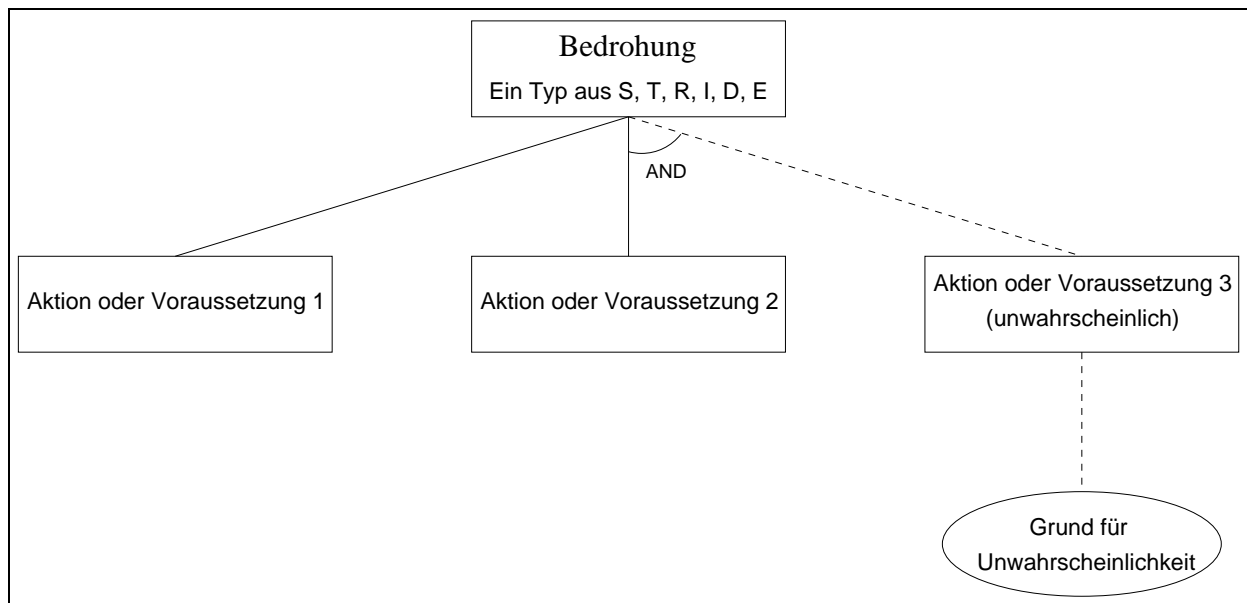 Bedrohung
Ein Typ aus S, T, R, I, D, E
AND
Aktion oder Voraussetzung 1
Aktion oder Voraussetzung 2
Aktion oder Voraussetzung 3
(unwahrscheinlich)
Grund für
Unwahrscheinlichkeit